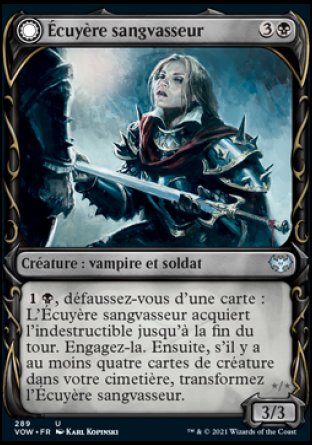 Écuyère sangvasseur 3
Créature : vampire et soldat
1 , défaussez-vous d'une carte :
L'Écuyère sangvasseur acquiert
l'indestructible jusqu'à la fin du
tour. Engagez-la. Ensuite, s'il y a
au moins quatre cartes de créature
dans votre cimetière, transformez
l'Écuyère sangvasseur.
*/*
3/3
289 U
VOW • FR KARL KOPINSKI
™ & © 2021 Wizards of the Coast